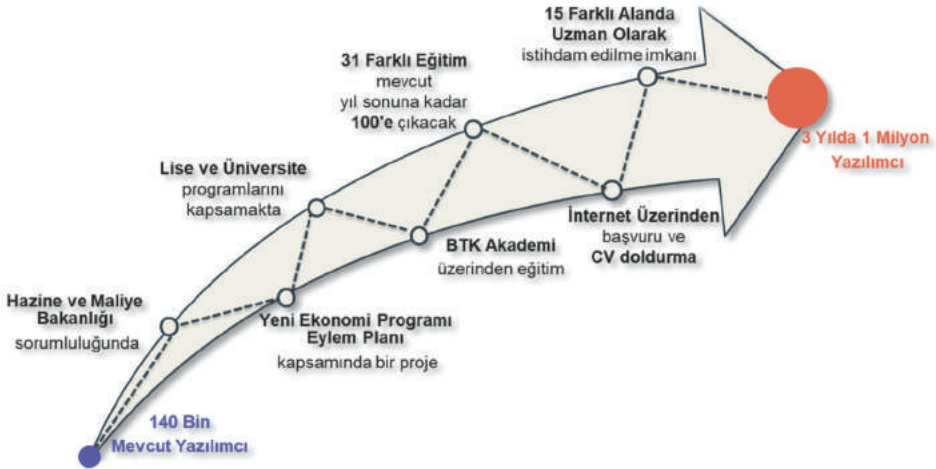 15 Farklı Alanda
Uzman Olarak
istihdam edilme imkanı
31 Farklı Eğitim
mevcut
yıl sonuna kadar
100'e çıkacak
3 Yılda 1 Milyon
Yazılımcı
Lise ve Üniversite
programlarını
kapsamakta
İnternet Üzerinden
başvuru ve
CV doldurma
BTK Akademi
üzerinden eğitim
Hazine ve Maliye
Bakanlığı
sorumluluğunda
Yeni Ekonomi Programı
Eylem Planı
kapsamında bir proje
140 Bin
Mevcut Yazılımcı